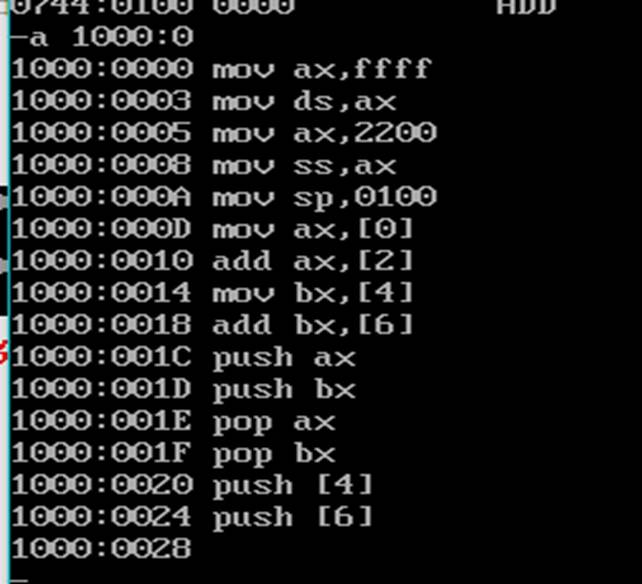 0744:0100 0000 ADD
-a 1000:0
1000:0000 mov ax,ffff
1000:0003 mov ds,ax
1000:0005 mov ax,2200
1000:0008 mov ss,ax
1000:000A mov sp,0100
1000:000D mov ax,[0]
1000:0010 add ax,[2]
1000:0014 mov bx,[4]
1000:0018 add bx,[6]
1000:001C push ax
1000:001D push bx
1000:001E pop ax
1000:001F pop bx
1000:0020 push [4]
1000:0024 push [6]
1000:0028